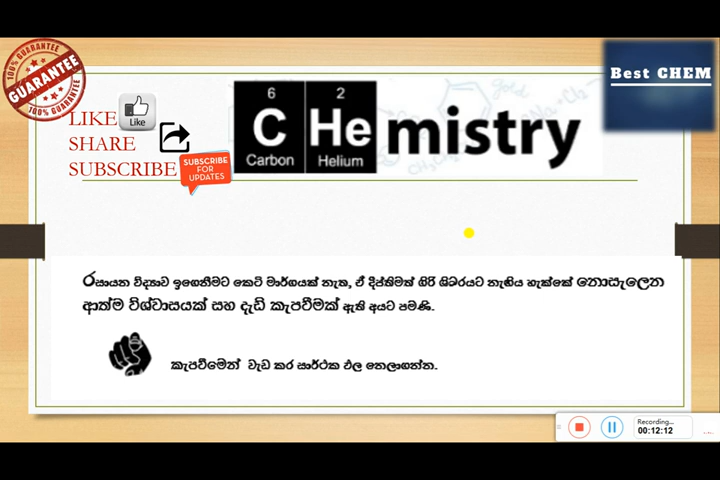 100% GUARANTEE
GUARANTEE
100% GUARANTEE
LIKE
Like
SHARE
SUBSCRIBE
SUBSCRIBE
FOR
UPDATES
6
2
C He mistry
Carbon
Helium
gold
Best CHEM
රසායන විද්‍යාව ඉගෙනීමට කෙටි මාර්ගයක් නැත, ඒ දීප්තිමත් ගිරි ශිඛරයට නැඟිය හැක්කේ නොසැලෙන
ආත්ම විශ්වාසයක් සහ දැඩි කැපවීමක් ඇති අයට පමණි.
කැපවීමෙන් වැඩ කර සාර්ථක ඵල නෙලාගන්න.
Recording...
00:12:12